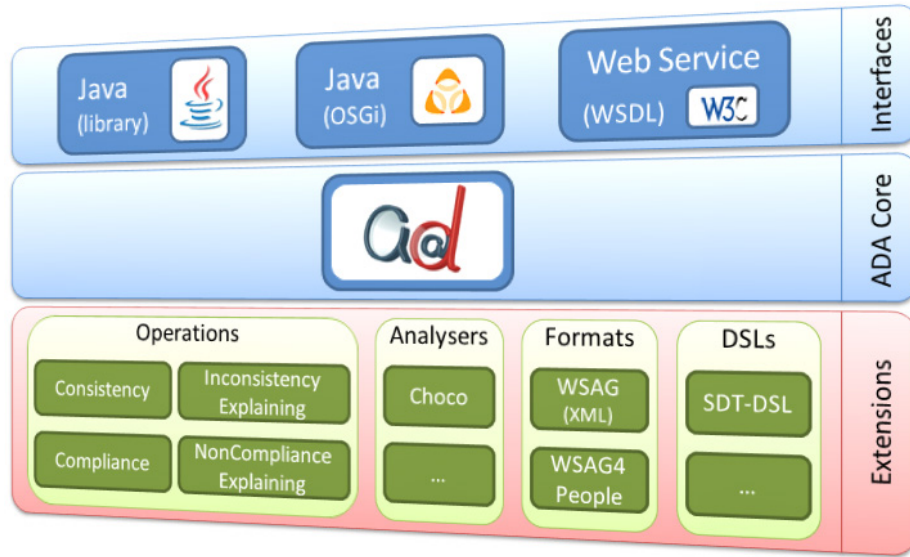 Java
(library)
Java
(OSGi)
Web Service
(WSDL)
W3C
Interfaces
a@d
ADA Core
Operations
Analysers
Formats
DSLs
Consistency
Inconsistency
Explaining
Choco
WSAG
(XML)
SDT-DSL
Compliance
NonCompliance
Explaining
...
WSAG4
People
...
Extensions